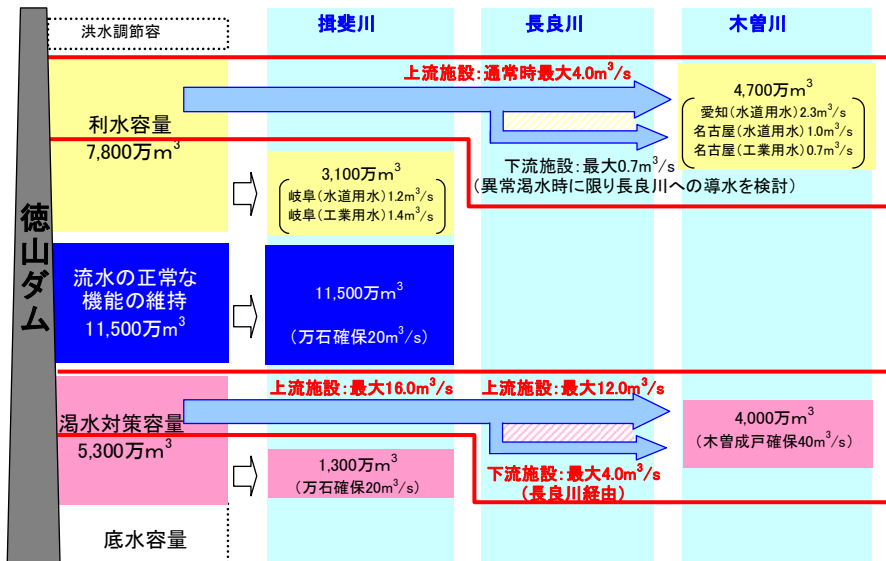 洪水調節容
揖斐川
長良川
木曽川
徳山ダム
上流施設:通常時最大4.0m³/s
利水容量
7,800万m³
4,700万m³
愛知(水道用水)2.3m³/s
名古屋(水道用水)1.0m³/s
名古屋(工業用水)0.7m³/s
下流施設:最大0.7m³/s
(異常渇水時に限り長良川への導水を検討)
3,100万m³
岐阜(水道用水)1.2m³/s
岐阜(工業用水)1.4m³/s
流水の正常な
機能の維持
11,500万m³
11,500万m³
(万石確保20m³/s)
上流施設:最大16.0m³/s
上流施設:最大12.0m³/s
渇水対策容量
5,300万m³
4,000万m³
(木曽成戸確保40m³/s)
1,300万m³
(万石確保20m³/s)
下流施設:最大4.0m³/s
(長良川経由)
底水容量